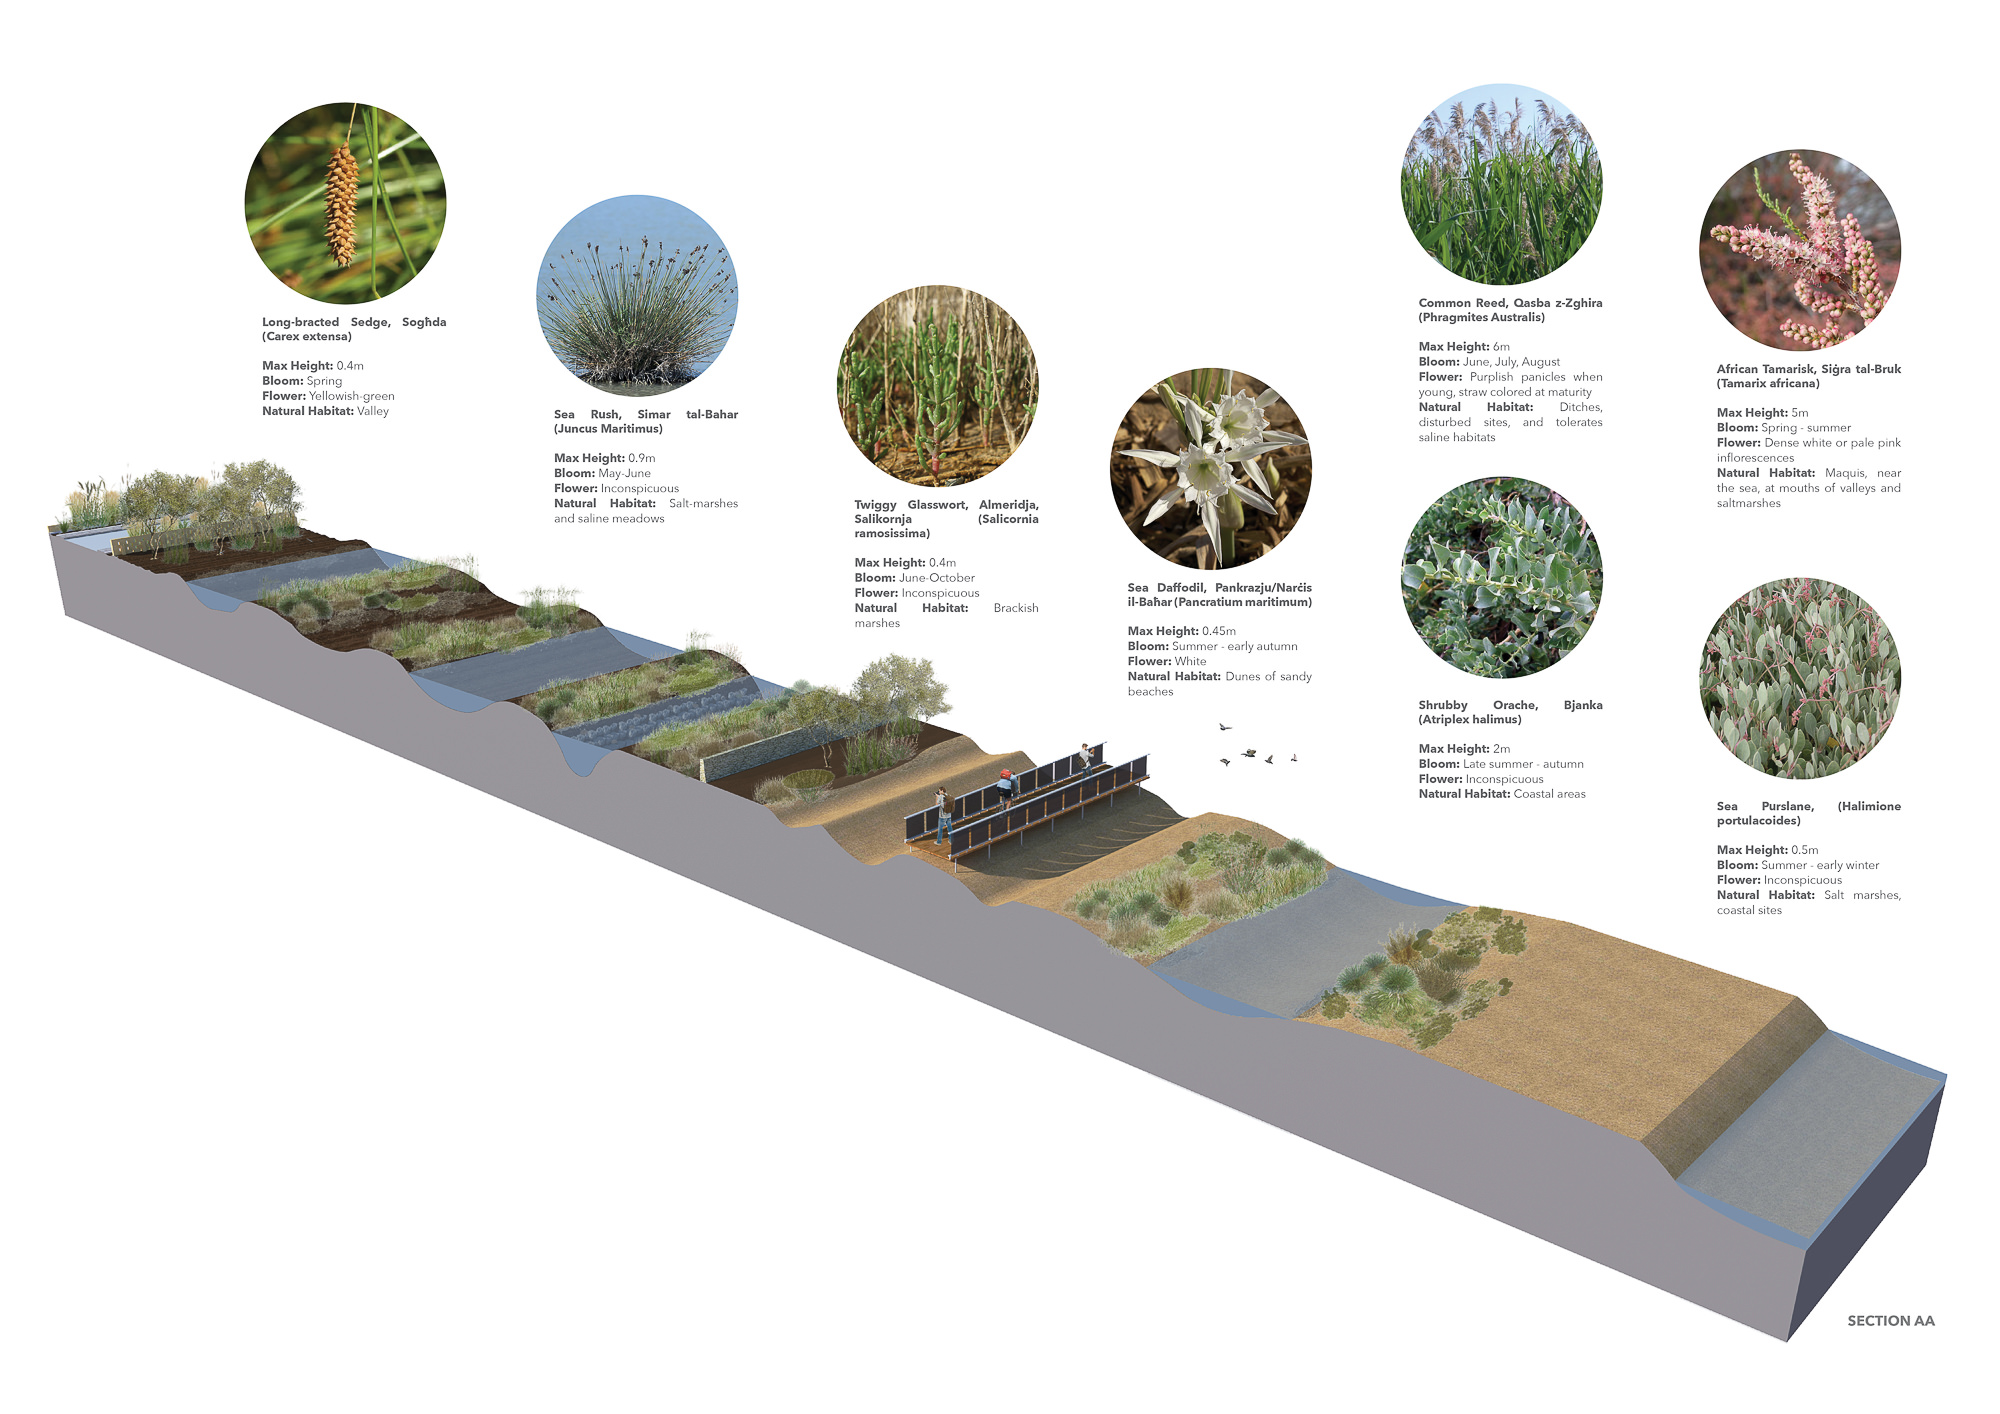 Long-bracted Sedge, Sogħda
(Carex extensa)
Max Height: 0.4m
Bloom: Spring
Flower: Yellowish-green
Natural Habitat: Valley
Sea Rush, Simar tal-Bahar
(Juncus Maritimus)
Max Height: 0.9m
Bloom: May-June
Flower: Inconspicuous
Natural Habitat: Salt-marshes
and saline meadows
Twiggy Glasswort, Almeridja,
Salikornja (Salicornia
ramosissima)
Max Height: 0.4m
Bloom: June-October
Flower: Inconspicuous
Natural Habitat: Brackish
marshes
Sea Daffodil, Pankrazju/Narċis
il-Baħar (Pancratium maritimum)
Max Height: 0.45m
Bloom: Summer - early autumn
Flower: White
Natural Habitat: Dunes of sandy
beaches
Common Reed, Qasba z-Zghira
(Phragmites Australis)
Max Height: 6m
Bloom: June, July, August
Flower: Purplish panicles when
young, straw colored at maturity
Natural Habitat: Ditches,
disturbed sites, and tolerates
saline habitats
Shrubby Orache, Bjanka
(Atriplex halimus)
Max Height: 2m
Bloom: Late summer - autumn
Flower: Inconspicuous
Natural Habitat: Coastal areas
African Tamarisk, Siġra tal-Bruk
(Tamarix africana)
Max Height: 5m
Bloom: Spring - summer
Flower: Dense white or pale pink
inflorescences
Natural Habitat: Maquis, near
the sea, at mouths of valleys and
saltmarshes
Sea Purslane, (Halimione
portulacoides)
Max Height: 0.5m
Bloom: Summer - early winter
Flower: Inconspicuous
Natural Habitat: Salt marshes,
coastal sites
SECTION AA